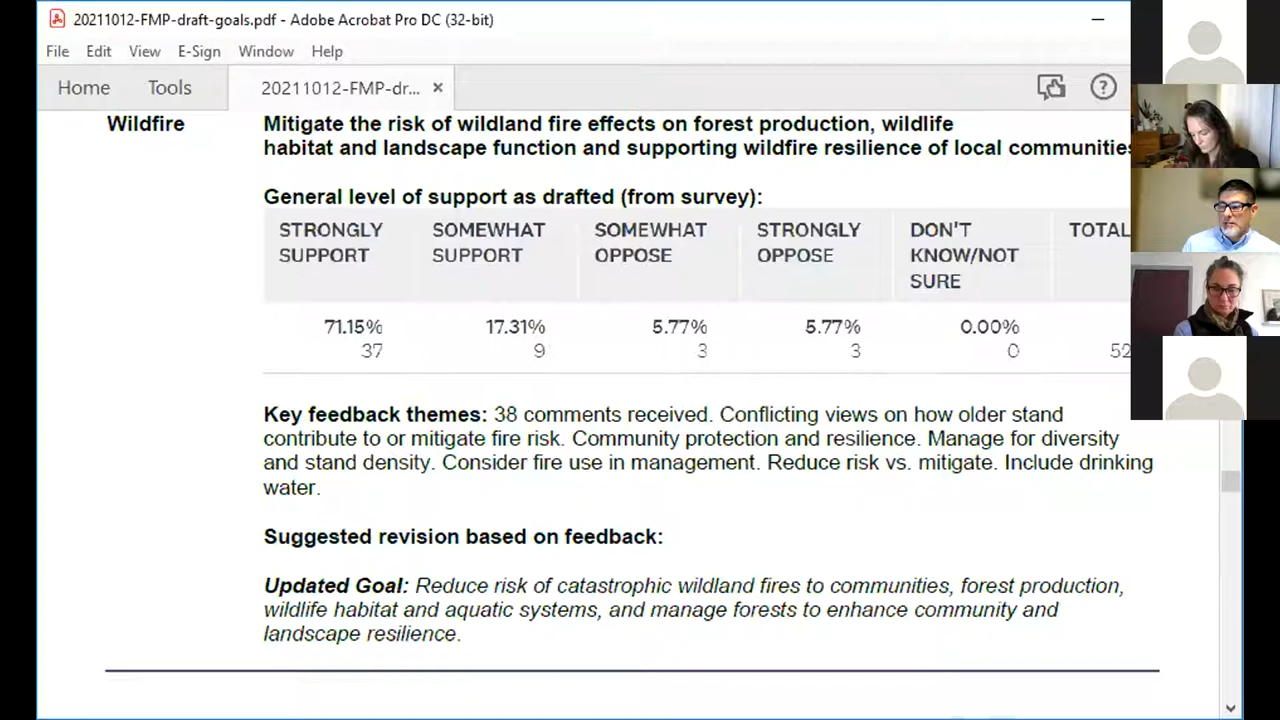 20211012-FMP-draft-goals.pdf - Adobe Acrobat Pro DC (32-bit)
File Edit View E-Sign Window Help
Home Tools 20211012-FMP-dr... ×
Wildfire
Mitigate the risk of wildland fire effects on forest production, wildlife
habitat and landscape function and supporting wildfire resilience of local communities
General level of support as drafted (from survey):
STRONGLY SUPPORT
SOMEWHAT SUPPORT
SOMEWHAT OPPOSE
STRONGLY OPPOSE
DON'T KNOW/NOT SURE
TOTAL
71.15% 17.31% 5.77% 5.77% 0.00%
37 9 3 3 0 52
Key feedback themes: 38 comments received. Conflicting views on how older stand
contribute to or mitigate fire risk. Community protection and resilience. Manage for diversity
and stand density. Consider fire use in management. Reduce risk vs. mitigate. Include drinking
water.
Suggested revision based on feedback:
Updated Goal: Reduce risk of catastrophic wildland fires to communities, forest production,
wildlife habitat and aquatic systems, and manage forests to enhance community and
landscape resilience.